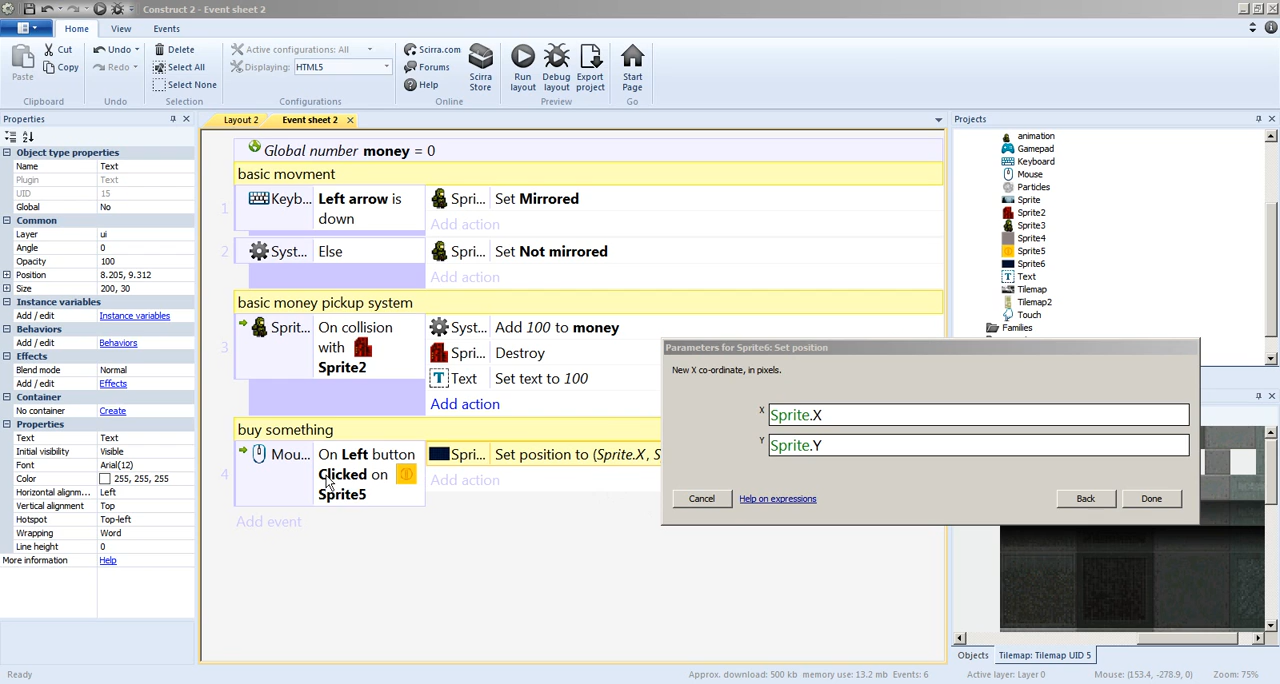 Construct 2 - Event sheet 2
Home View Events
Paste Cut Copy Undo Redo Delete Select All Select None
Active configurations: All
Displaying: HTML5
Scirra.com Forums Help Scirra Store Run layout Debug layout Export project Start Page
Clipboard Undo Selection Configurations Online Preview Go
Properties
Object type properties
Name Text
Plugin Text
UID 15
Global No
Common
Layer ui
Angle 0
Opacity 100
Position 8.205, 9.312
Size 200, 30
Instance variables
Add / edit Instance variables
Behaviors
Add / edit Behaviors
Effects
Blend mode Normal
Add / edit Effects
Container
No container Create
Properties
Text Text
Initial visibility Visible
Font Arial(12)
Color 255, 255, 255
Horizontal alignm... Left
Vertical alignment Top
Hotspot Top-left
Wrapping Word
Line height 0
More information Help
Layout 2 Event sheet 2
Global number money = 0
basic movment
1 Keyb... Left arrow is down Spri... Set Mirrored
Add action
2 Syst... Else Spri... Set Not mirrored
Add action
basic money pickup system
3 Sprit... On collision with Sprite2 Syst... Add 100 to money
Spri... Destroy
Text Set text to 100
Add action
buy something
4 Mou... On Left button Clicked on Sprite5 Spri... Set position to (Sprite.X, S
Add action
Add event
Parameters for Sprite6: Set position
New X co-ordinate, in pixels.
X Sprite.X
Y Sprite.Y
Cancel Help on expressions Back Done
Projects
animation
Gamepad
Keyboard
Mouse
Particles
Sprite
Sprite2
Sprite3
Sprite4
Sprite5
Sprite6
Text
Tilemap
Tilemap2
Touch
Families
Objects Tilemap: Tilemap UID 5
Ready Approx. download: 500 kb memory use: 13.2 mb Events: 6 Active layer: Layer 0 Mouse: (153.4, -278.9, 0) Zoom: 75%